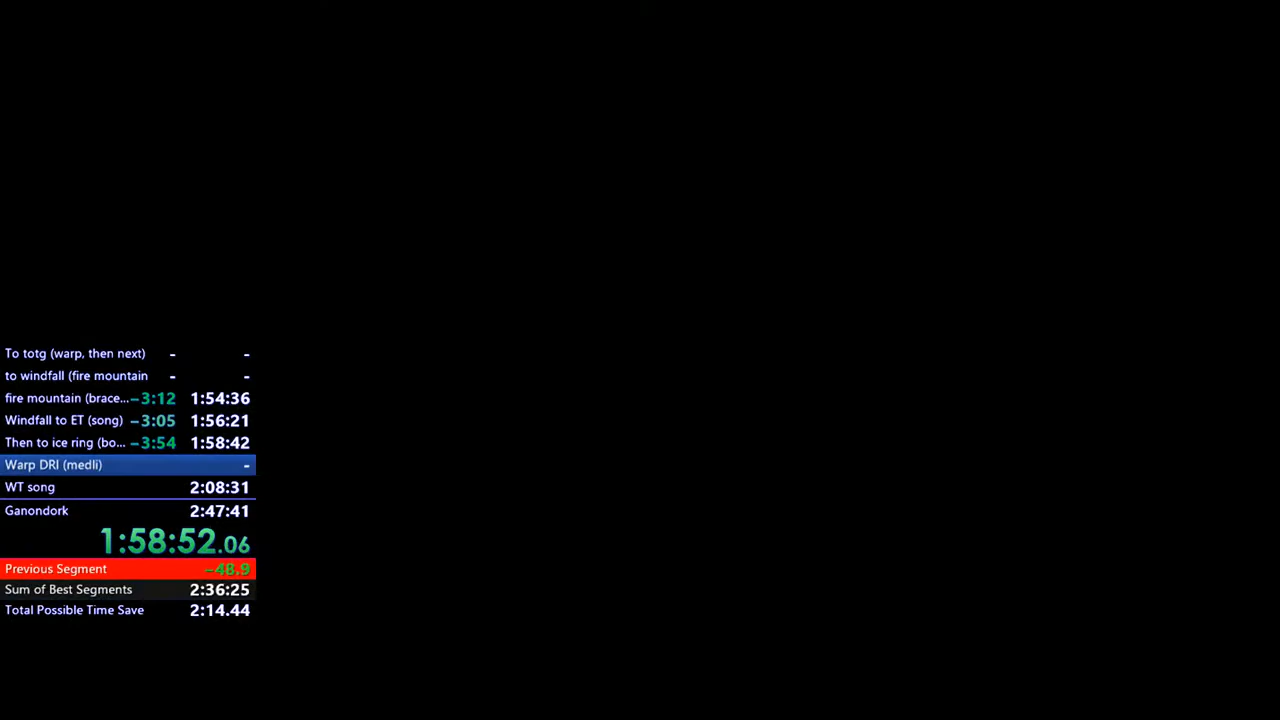 To totg (warp, then next) - -
to windfall (fire mountain - -
fire mountain (brace... −3:12 1:54:36
Windfall to ET (song) −3:05 1:56:21
Then to ice ring (bo... −3:54 1:58:42
Warp DRI (medli) -
WT song 2:08:31
Ganondork 2:47:41
1:58:52.06
Previous Segment −48.9
Sum of Best Segments 2:36:25
Total Possible Time Save 2:14.44